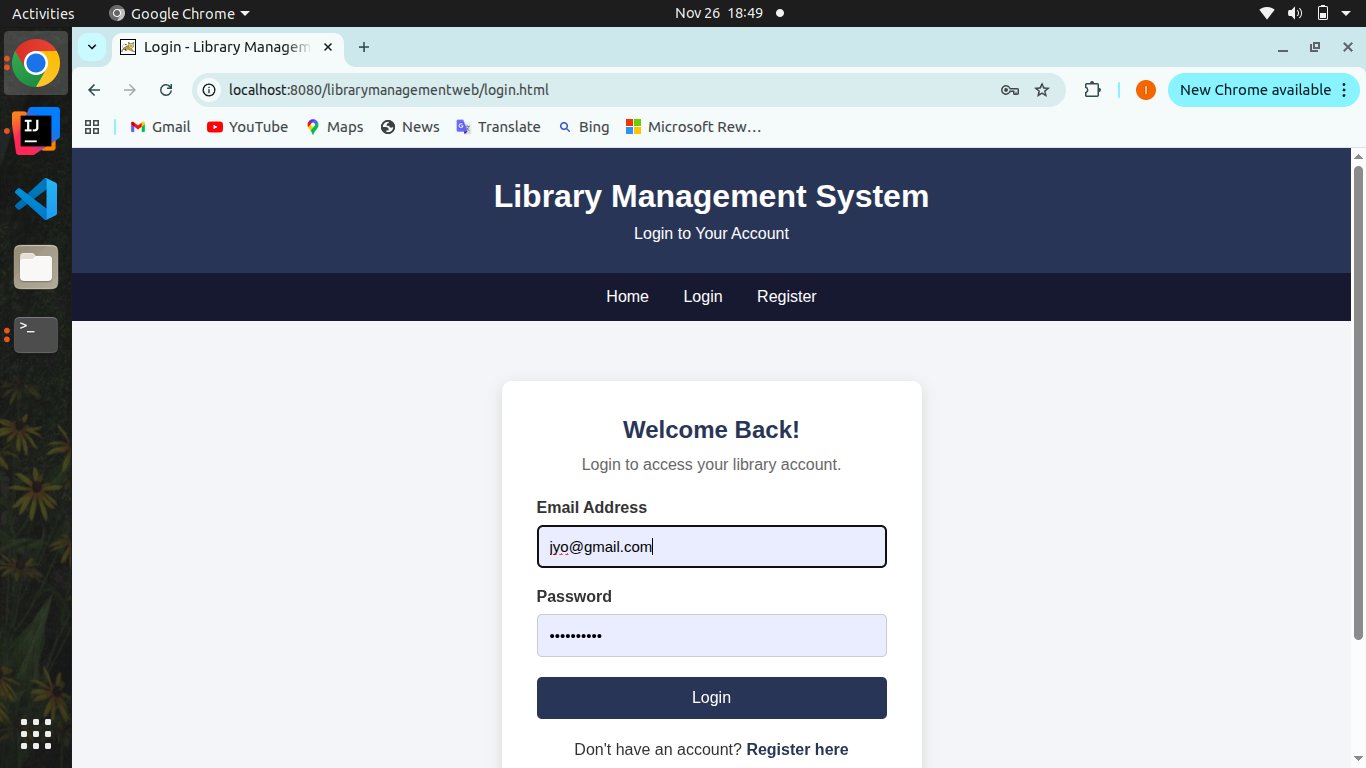 Activities Google Chrome Nov 26 18:49
Login - Library Managem
localhost:8080/librarymanagementweb/login.html I New Chrome available
Gmail YouTube Maps News Translate Bing Microsoft Rew…
Library Management System
Login to Your Account
Home Login Register
Welcome Back!
Login to access your library account.
Email Address
jyo@gmail.com
Password
••••••••••
Login
Don't have an account? Register here